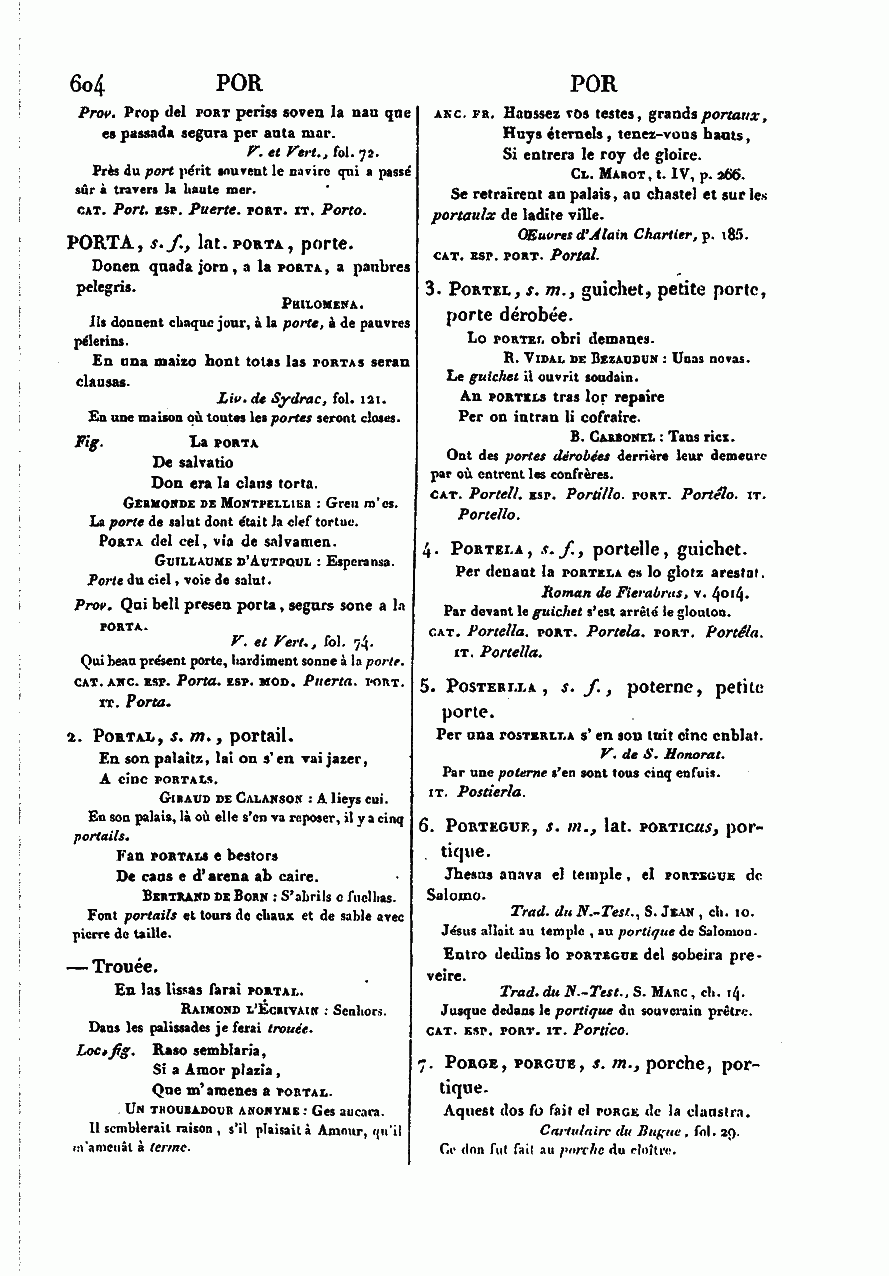 604 POR POR
Prov. Prop del PORT periss soven la nau que
es passada segura per auta mar.
V. et Vert., fol. 72.
Près du port périt souvent le navire qui a passé
sûr à travers la haute mer.
CAT. Port. ESP. Puerte. PORT. IT. Porto.
PORTA, s. f., lat. PORTA, porte.
Donen quada jorn, a la PORTA, a paubres
pelegris.
PHILOMENA.
Ils donnent chaque jour, à la porte, à de pauvres
pélerins.
En una maizo hont totas las PORTAS seran
clausas.
Liv. de Sydrac, fol. 121.
En une maison où toutes les portes seront closes.
Fig. La PORTA
De salvatio
Don era la claus torta.
GERMONDE DE MONTPELLIER : Greu m'es.
La porte de salut dont était la clef tortue.
PORTA del cel, via de salvamen.
GUILLAUME D'AUTPOUL : Esperansa.
Porte du ciel, voie de salut.
Prov. Qui bell presen porta, segurs sone a la
PORTA.
V. et Vert., fol. 74.
Qui beau présent porte, hardiment sonne à la porte.
CAT. ANC. ESP. Porta. ESP. MOD. Puerta. PORT.
IT. Porta.
2. PORTAL, s. m., portail.
En son palaitz, lai on s'en vai jazer,
A cinc PORTALS.
GIRAUD DE CALANSON : A lieys cui.
En son palais, là où elle s'en va reposer, il y a cinq
portails.
Fan PORTALS e bestors
De caus e d'arena ab caire.
BERTRAND DE BORN : S'abrils e fuelhas.
Font portails et tours de chaux et de sable avec
pierre de taille.
— Trouée.
En las lissas farai PORTAL.
RAIMOND L'ÉCRIVAIN : Senhors.
Dans les palissades je ferai trouée.
Loc. fig. Raso semblaria,
Si a Amor plazia,
Que m'amenes a PORTAL.
UN TROUBADOUR ANONYME : Ges aucara.
Il semblerait raison, s'il plaisait à Amour, qu'il
m'amenât à terme.
ANC. FR. Haussez vos testes, grands portaux,
Huys éternels, tenez-vous hauts,
Si entrera le roy de gloire.
CL. MAROT, t. IV, p. 266.
Se retraîrent au palais, au chastel et sur les
portaulx de ladite ville.
Œuvres d'Alain Chartier, p. 185.
CAT. ESP. PORT. Portal.
3. PORTEL, s. m., guichet, petite porte,
porte dérobée.
Lo PORTEL obri demanes.
R. VIDAL DE BEZAUDUN : Unas novas.
Le guichet il ouvrit soudain.
An PORTELS tras lor repaire
Per on intran li cofraire.
B. CARBONEL : Tans ricx.
Ont des portes dérobées derrière leur demeure
par où entrent les confrères.
CAT. Portell. ESP. Portillo. PORT. Portélo. IT.
Portello.
4. PORTELA, s. f., portelle, guichet.
Per denant la PORTELA es lo glotz arestat.
Roman de Fierabras, v. 4014.
Par devant le guichet s'est arrêté le glouton.
CAT. Portella. PORT. Portela. PORT. Portéla.
IT. Portella.
5. POSTERLLA, s. f., poterne, petite
porte.
Per una POSTERLLA s'en son tuit cinc enblat.
V. de S. Honorat.
Par une poterne s'en sont tous cinq enfuis.
IT. Postierla.
6. PORTEGUE, s. m., lat. PORTICUS, por-
tique.
Jhesus anava el temple, el PORTEGUE de
Salomo.
Trad. du N.-Test., S. JEAN, ch. 10.
Jésus allait au temple, au portique de Salomon.
Entro dedins lo PORTEGUE del sobeira pre-
veire.
Trad. du N.-Test., S. MARC, ch. 14.
Jusque dedans le portique du souverain prêtre.
CAT. ESP. PORT. IT. Portico.
7. PORGE, PORGUE, s. m., porche, por-
tique.
Aquest dos fo fait el PORGE de la claustra.
Cartulaire du Bugue, fol. 29.
Ce don fut fait au porche du cloître.